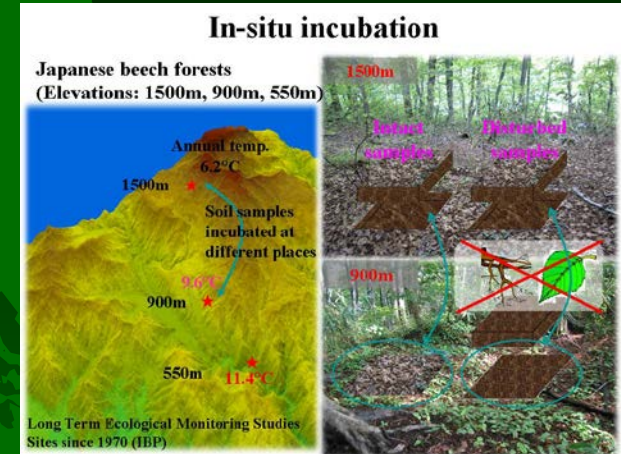 In-situ incubation
Japanese beech forests
(Elevations: 1500m, 900m, 550m)
Annual temp.
6.2°C
1500m
Soil samples
incubated at
different places
9.6°C
900m
550m
11.4°C
Long Term Ecological Monitoring Studies
Sites since 1970 (IBP)
1500m
Intact
samples
Disturbed
samples
900m